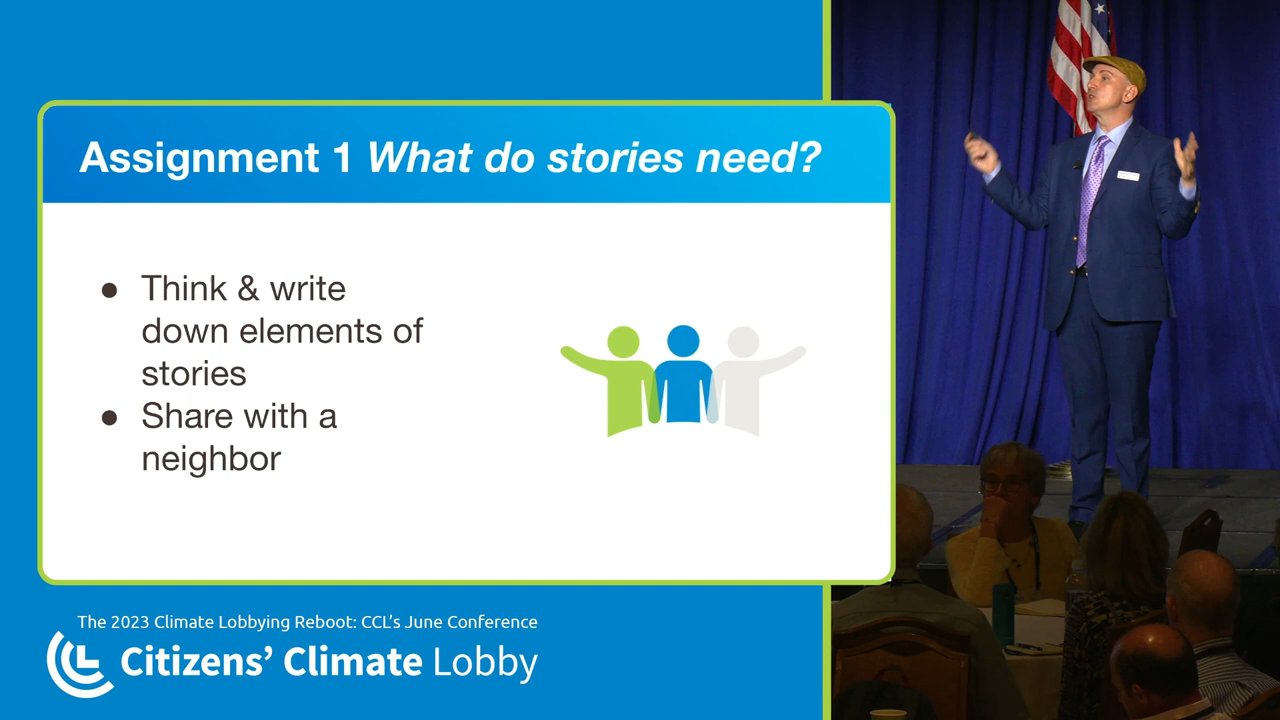 Assignment 1 What do stories need?
● Think & write
down elements of
stories
● Share with a
neighbor
The 2023 Climate Lobbying Reboot: CCL’s June Conference
Citizens’ Climate Lobby